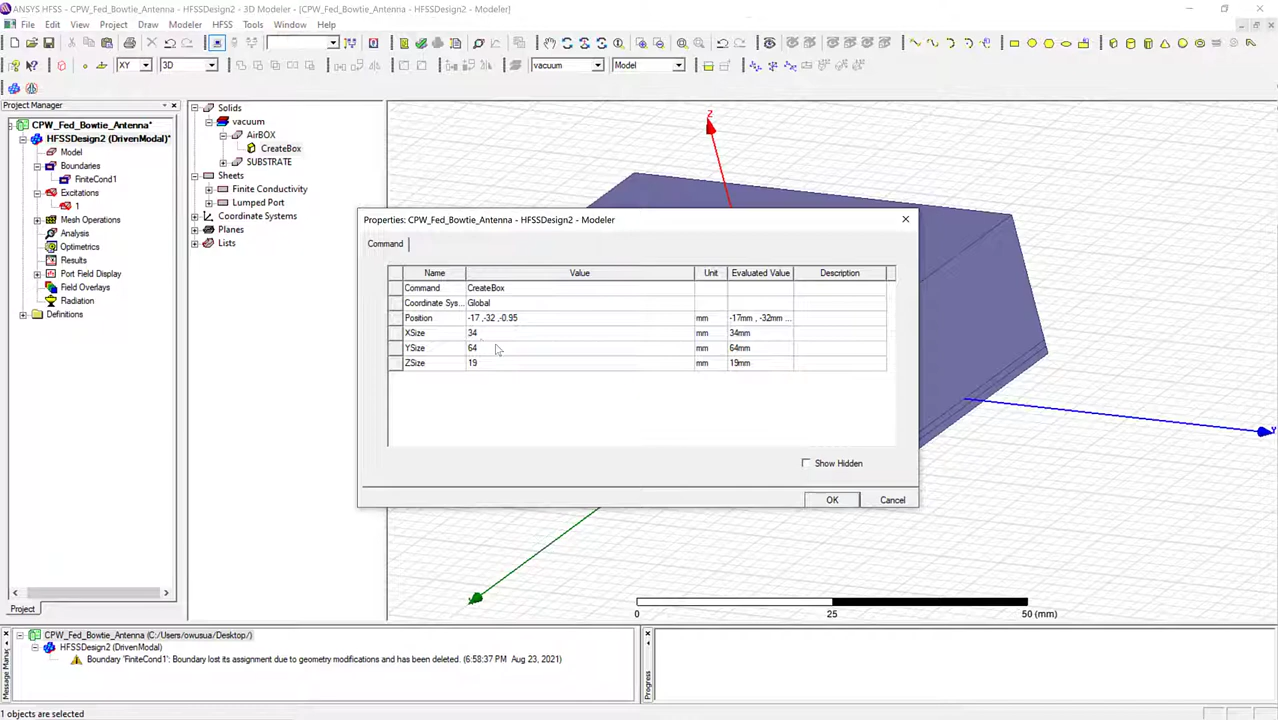 ANSYS HFSS - CPW_Fed_Bowtie_Antenna - HFSSDesign2 - 3D Modeler - [CPW_Fed_Bowtie_Antenna - HFSSDesign2 - Modeler]
File Edit View Project Draw Modeler HFSS Tools Window Help
XY 3D vacuum Model
Project Manager
CPW_Fed_Bowtie_Antenna*
HFSSDesign2 (DrivenModal)*
Model
Boundaries
FiniteCond1
Excitations
1
Mesh Operations
Analysis
Optimetrics
Results
Port Field Display
Field Overlays
Radiation
Definitions
Project
Solids
vacuum
AirBOX
CreateBox
SUBSTRATE
Sheets
Finite Conductivity
Lumped Port
Coordinate Systems
Planes
Lists
Z
Properties: CPW_Fed_Bowtie_Antenna - HFSSDesign2 - Modeler
Command
Name Value Unit Evaluated Value Description
Command CreateBox
Coordinate Sys... Global
Position -17 ,-32 ,-0.95 mm -17mm , -32mm ...
XSize 34 mm 34mm
YSize 64 mm 64mm
ZSize 19 mm 19mm
Show Hidden
OK Cancel
0 25 50 (mm)
Message Mana
CPW_Fed_Bowtie_Antenna (C:/Users/owusua/Desktop/)
HFSSDesign2 (DrivenModal)
Boundary 'FiniteCond1': Boundary lost its assignment due to geometry modifications and has been deleted. (6:58:37 PM Aug 23, 2021)
Progress
1 objects are selected